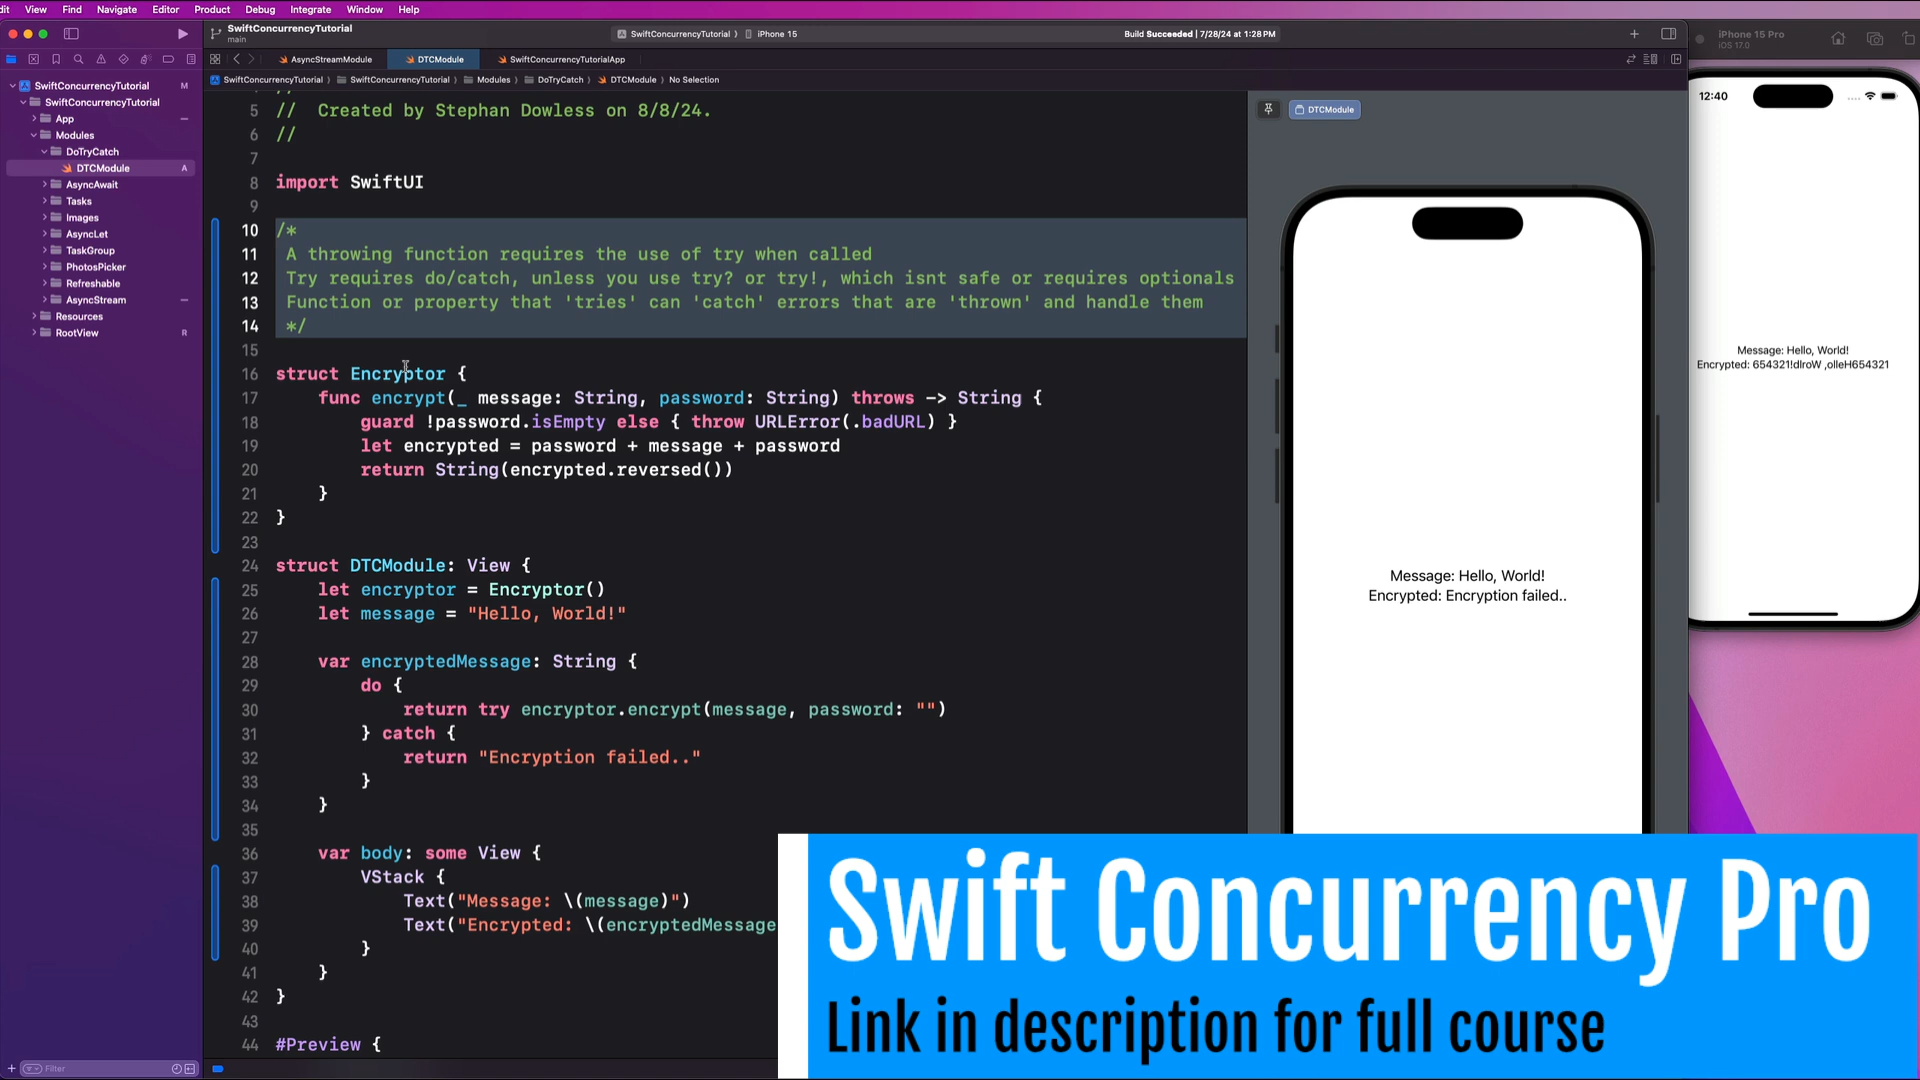 dit View Find Navigate Editor Product Debug Integrate Window Help
SwiftConcurrencyTutorial
main
SwiftConcurrencyTutorial 〉 iPhone 15
Build Succeeded | 7/28/24 at 1:28 PM
iPhone 15 Pro
iOS 17.0
AsyncStreamModule
DTCModule
SwiftConcurrencyTutorialApp
SwiftConcurrencyTutorial 〉 SwiftConcurrencyTutorial 〉 Modules 〉 DoTryCatch 〉 DTCModule 〉 No Selection
SwiftConcurrencyTutorial M
SwiftConcurrencyTutorial
App
Modules
DoTryCatch
DTCModule A
AsyncAwait
Tasks
Images
AsyncLet
TaskGroup
PhotosPicker
Refreshable
AsyncStream
Resources
RootView R
Filter
5 //  Created by Stephan Dowless on 8/8/24.
6 //
7
8 import SwiftUI
9
10 /*
11 A throwing function requires the use of try when called
12 Try requires do/catch, unless you use try? or try!, which isnt safe or requires optionals
13 Function or property that 'tries' can 'catch' errors that are 'thrown' and handle them
14 */
15
16 struct Encryptor {
17 func encrypt(_ message: String, password: String) throws -> String {
18 guard !password.isEmpty else { throw URLError(.badURL) }
19 let encrypted = password + message + password
20 return String(encrypted.reversed())
21 }
22 }
23
24 struct DTCModule: View {
25 let encryptor = Encryptor()
26 let message = "Hello, World!"
27
28 var encryptedMessage: String {
29 do {
30 return try encryptor.encrypt(message, password: "")
31 } catch {
32 return "Encryption failed.."
33 }
34 }
35
36 var body: some View {
37 VStack {
38 Text("Message: \(message)")
39 Text("Encrypted: \(encryptedMessage
40 }
41 }
42 }
43
44 #Preview {
DTCModule
Message: Hello, World!
Encrypted: Encryption failed..
12:40
Message: Hello, World!
Encrypted: 654321!dlroW ,olleH654321
Swift Concurrency Pro
Link in description for full course